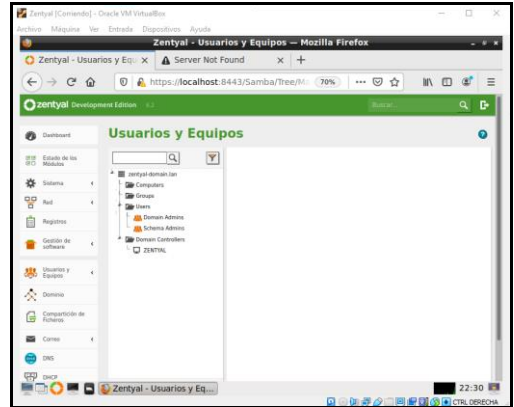 Zentyal [Corriendo] - Oracle VM VirtualBox
Archivo Máquina Ver Entrada Dispositivos Ayuda
Zentyal - Usuarios y Equipos — Mozilla Firefox
Zentyal - Usuarios y Equ
Server Not Found
https://localhost:8443/Samba/Tree/M
70%
zentyal Development Edition 6.2
Buscar...
Dashboard
Estado de los
Módulos
Sistema
Red
Registros
Gestión de
software
Usuarios y
Equipos
Dominio
Compartición de
Ficheros
Correo
DNS
DHCP
Usuarios y Equipos
zentyal-domain.lan
Computers
Groups
Users
Domain Admins
Schema Admins
Domain Controllers
ZENTYAL
Zentyal - Usuarios y Eq...
22:30
CTRL DERECHA